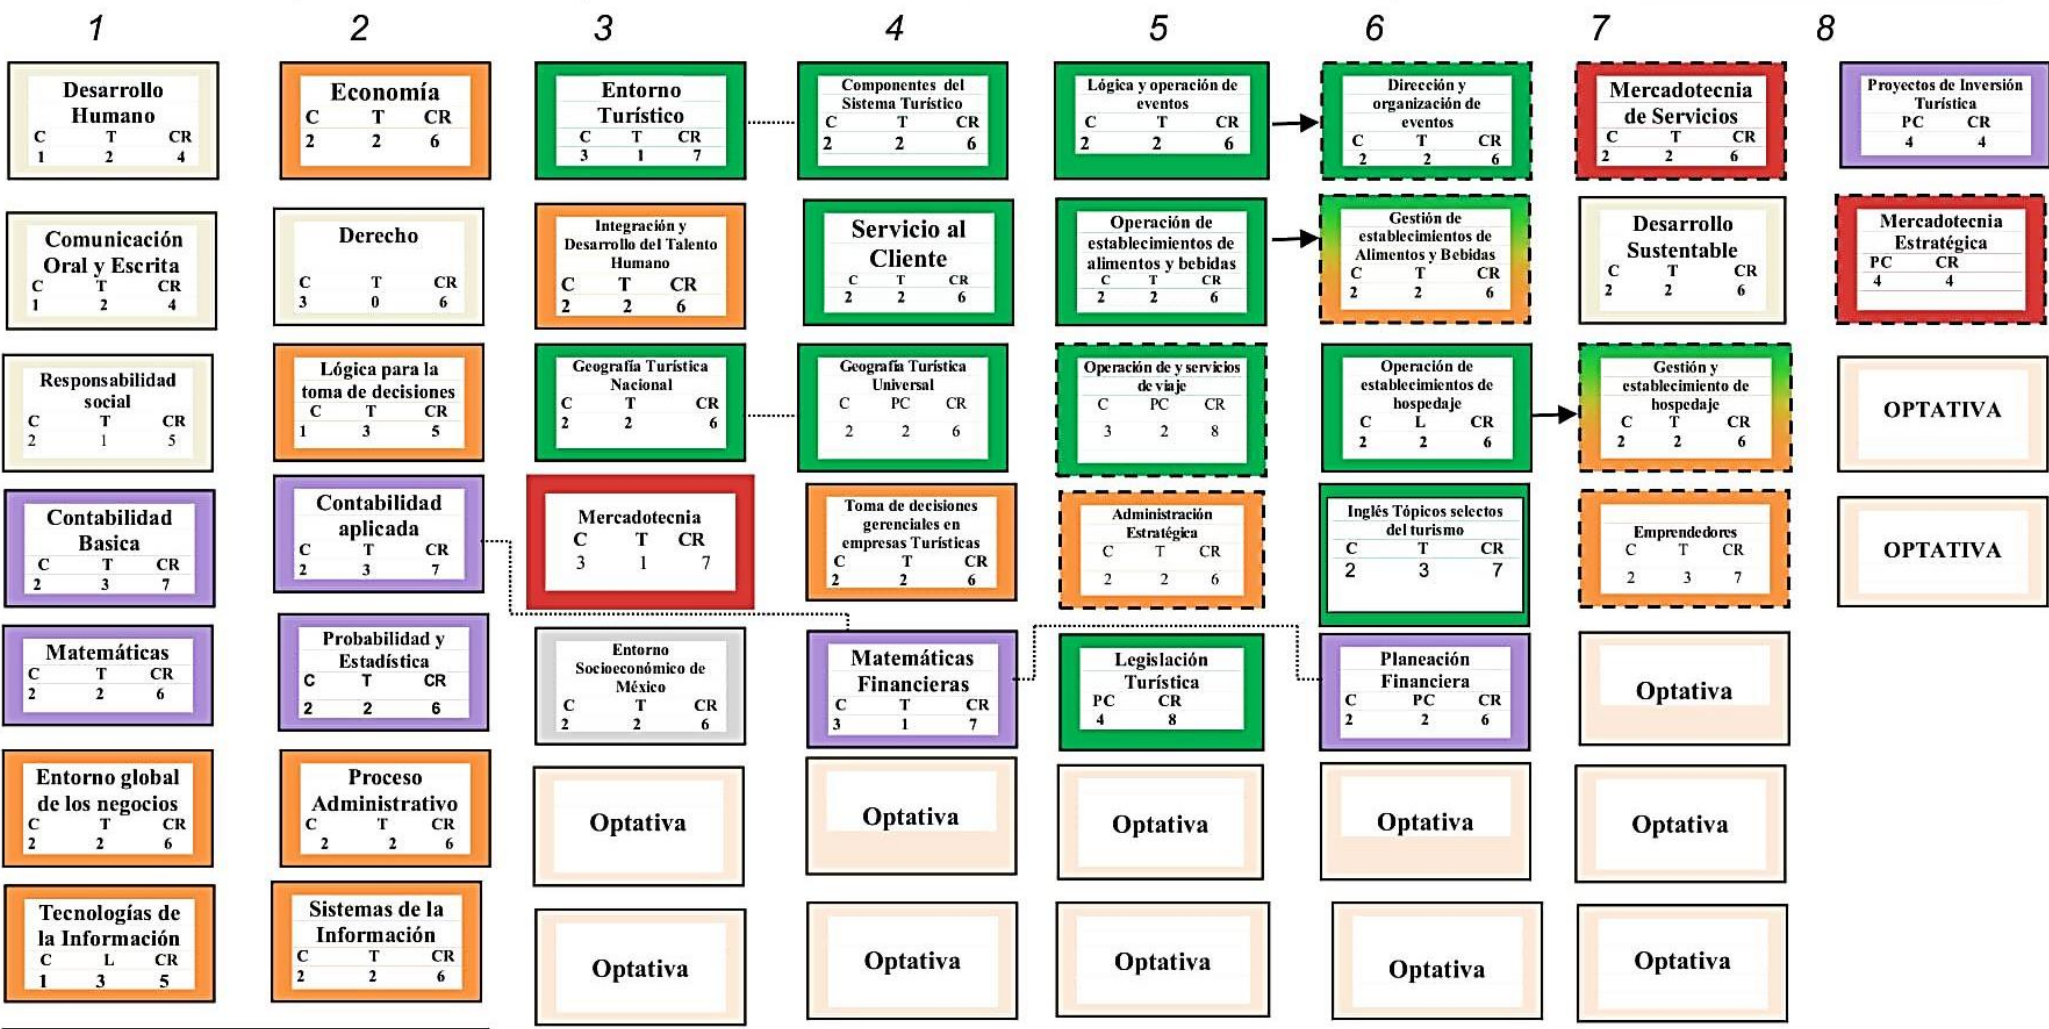 1 2 3 4 5 6 7 8
Desarrollo
Humano
C T CR
1 2 4
Comunicación
Oral y Escrita
C T CR
1 2 4
Responsabilidad
social
C T CR
2 1 5
Contabilidad
Basica
C T CR
2 3 7
Matemáticas
C T CR
2 2 6
Entorno global
de los negocios
C T CR
2 2 6
Tecnologías de
la Información
C L CR
1 3 5
Economía
C T CR
2 2 6
Derecho
C T CR
3 0 6
Lógica para la
toma de decisiones
C T CR
1 3 5
Contabilidad
aplicada
C T CR
2 3 7
Probabilidad y
Estadística
C T CR
2 2 6
Proceso
Administrativo
C T CR
2 2 6
Sistemas de la
Información
C T CR
2 2 6
Entorno
Turístico
C T CR
3 1 7
Integración y
Desarrollo del Talento
Humano
C T CR
2 2 6
Geografía Turística
Nacional
C T CR
2 2 6
Mercadotecnia
C T CR
3 1 7
Entorno
Socioeconómico de
México
C T CR
2 2 6
Optativa
Optativa
Componentes del
Sistema Turístico
C T CR
2 2 6
Servicio al
Cliente
C T CR
2 2 6
Geografía Turística
Universal
C PC CR
2 2 6
Toma de decisiones
gerenciales en
empresas Turísticas
C T CR
2 2 6
Matemáticas
Financieras
C T CR
3 1 7
Optativa
Optativa
Lógica y operación de
eventos
C T CR
2 2 6
Operación de
establecimientos de
alimentos y bebidas
C T CR
2 2 6
Operación de y servicios
de viaje
C PC CR
3 2 8
Administración
Estratégica
C T CR
2 2 6
Legislación
Turística
PC CR
4 8
Optativa
Optativa
Dirección y
organización de
eventos
C T CR
2 2 6
Gestión de
establecimientos de
Alimentos y Bebidas
C T CR
2 2 6
Operación de
establecimientos de
hospedaje
C L CR
2 2 6
Inglés Tópicos selectos
del turismo
C T CR
2 3 7
Planeación
Financiera
C PC CR
2 2 6
Optativa
Optativa
Mercadotecnia
de Servicios
C T CR
2 2 6
Desarrollo
Sustentable
C T CR
2 2 6
Gestión y
establecimiento de
hospedaje
C T CR
2 2 6
Emprendedores
C T CR
2 3 7
Optativa
Optativa
Optativa
Proyectos de Inversión
Turística
PC CR
4 4
Mercadotecnia
Estratégica
PC CR
4 4
OPTATIVA
OPTATIVA